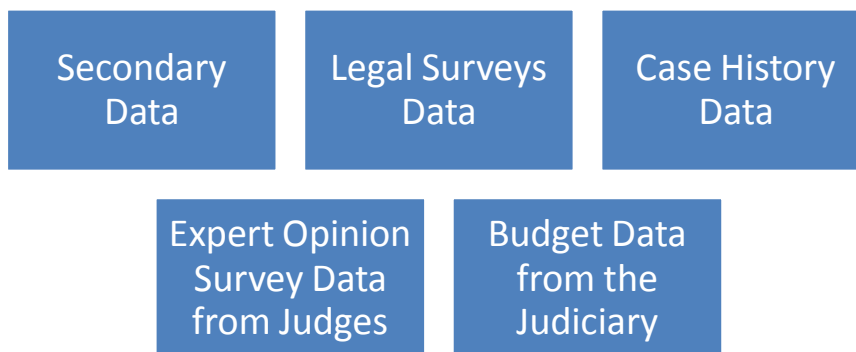 Secondary
Data
Legal Surveys
Data
Case History
Data
Expert Opinion
Survey Data
from Judges
Budget Data
from the
Judiciary